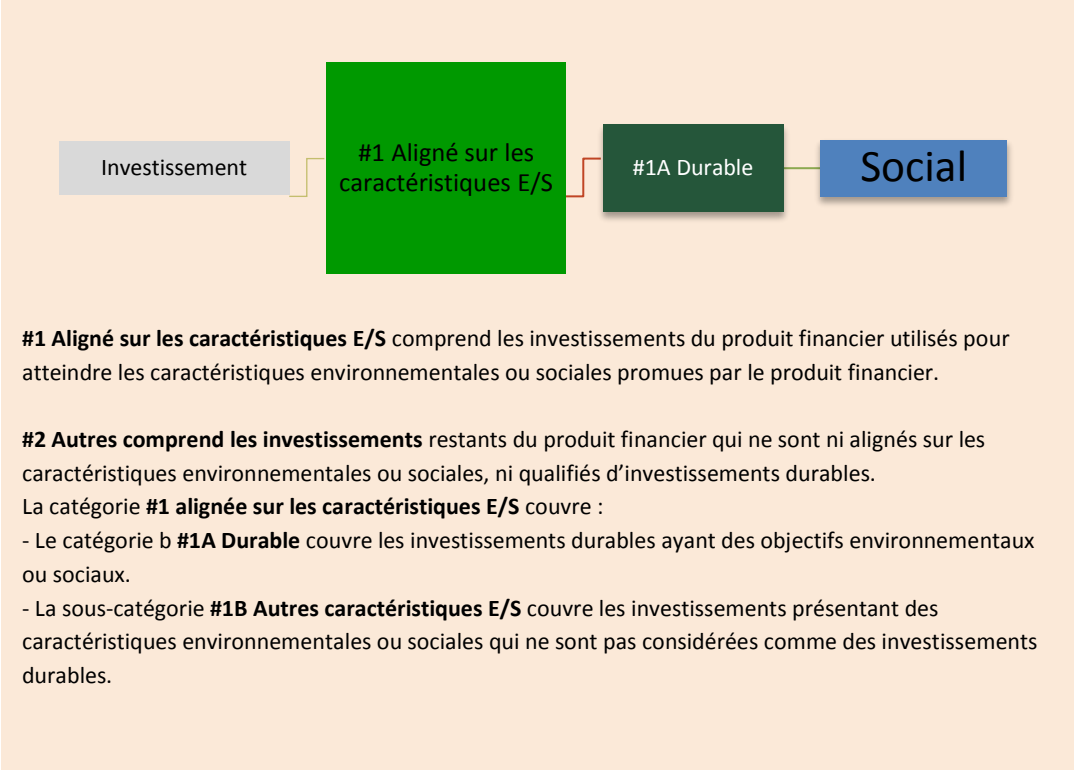 Investissement
#1 Aligné sur les
caractéristiques E/S
#1A Durable
Social
#1 Aligné sur les caractéristiques E/S comprend les investissements du produit financier utilisés pour
atteindre les caractéristiques environnementales ou sociales promues par le produit financier.
#2 Autres comprend les investissements restants du produit financier qui ne sont ni alignés sur les
caractéristiques environnementales ou sociales, ni qualifiés d’investissements durables.
La catégorie #1 alignée sur les caractéristiques E/S couvre :
- Le catégorie b #1A Durable couvre les investissements durables ayant des objectifs environnementaux
ou sociaux.
- La sous-catégorie #1B Autres caractéristiques E/S couvre les investissements présentant des
caractéristiques environnementales ou sociales qui ne sont pas considérées comme des investissements
durables.